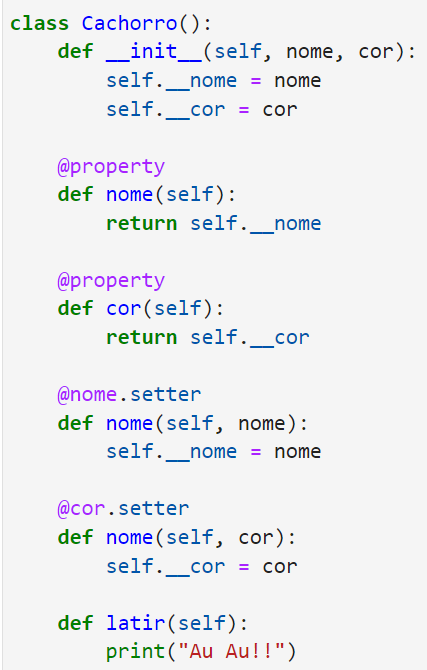 class Cachorro():
    def __init__(self, nome, cor):
        self.__nome = nome
        self.__cor = cor

    @property
    def nome(self):
        return self.__nome

    @property
    def cor(self):
        return self.__cor

    @nome.setter
    def nome(self, nome):
        self.__nome = nome

    @cor.setter
    def nome(self, cor):
        self.__cor = cor

    def latir(self):
        print("Au Au!!")